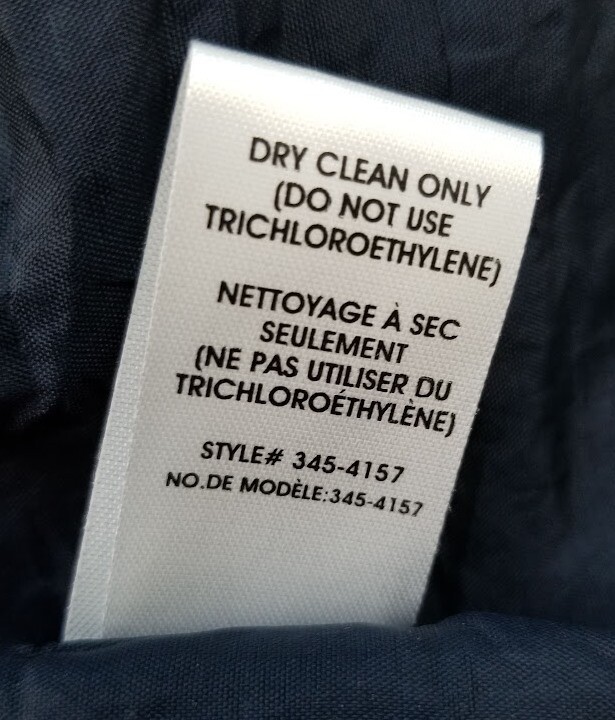 DRY CLEAN ONLY
(DO NOT USE
TRICHLOROETHYLENE)
NETTOYAGE À SEC
SEULEMENT
(NE PAS UTILISER DU
TRICHLOROÉTHYLÈNE)
STYLE# 345-4157
NO.DE MODÈLE:345-4157